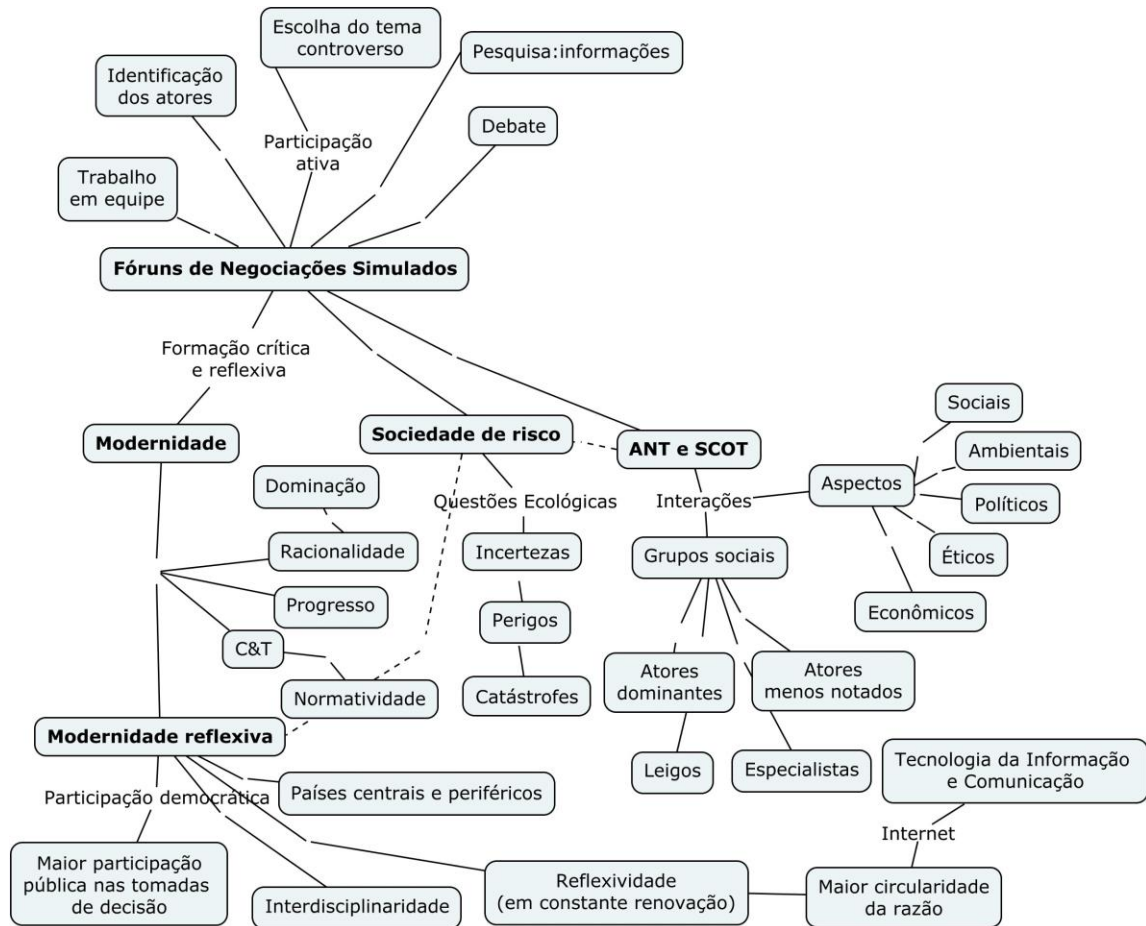 Escolha do tema
controverso
Pesquisa:informações
Identificação
dos atores
Debate
Participação
ativa
Trabalho
em equipe
Fóruns de Negociações Simulados
Formação crítica
e reflexiva
Modernidade
Sociedade de risco
ANT e SCOT
Sociais
Ambientais
Aspectos
Políticos
Éticos
Econômicos
Dominação
Questões Ecológicas
Interações
Racionalidade
Incertezas
Grupos sociais
Progresso
Perigos
C&T
Normatividade
Catástrofes
Atores
dominantes
Atores
menos notados
Modernidade reflexiva
Leigos
Especialistas
Tecnologia da Informação
e Comunicação
Participação democrática
Países centrais e periféricos
Internet
Maior participação
pública nas tomadas
de decisão
Interdisciplinaridade
Reflexividade
(em constante renovação)
Maior circularidade
da razão